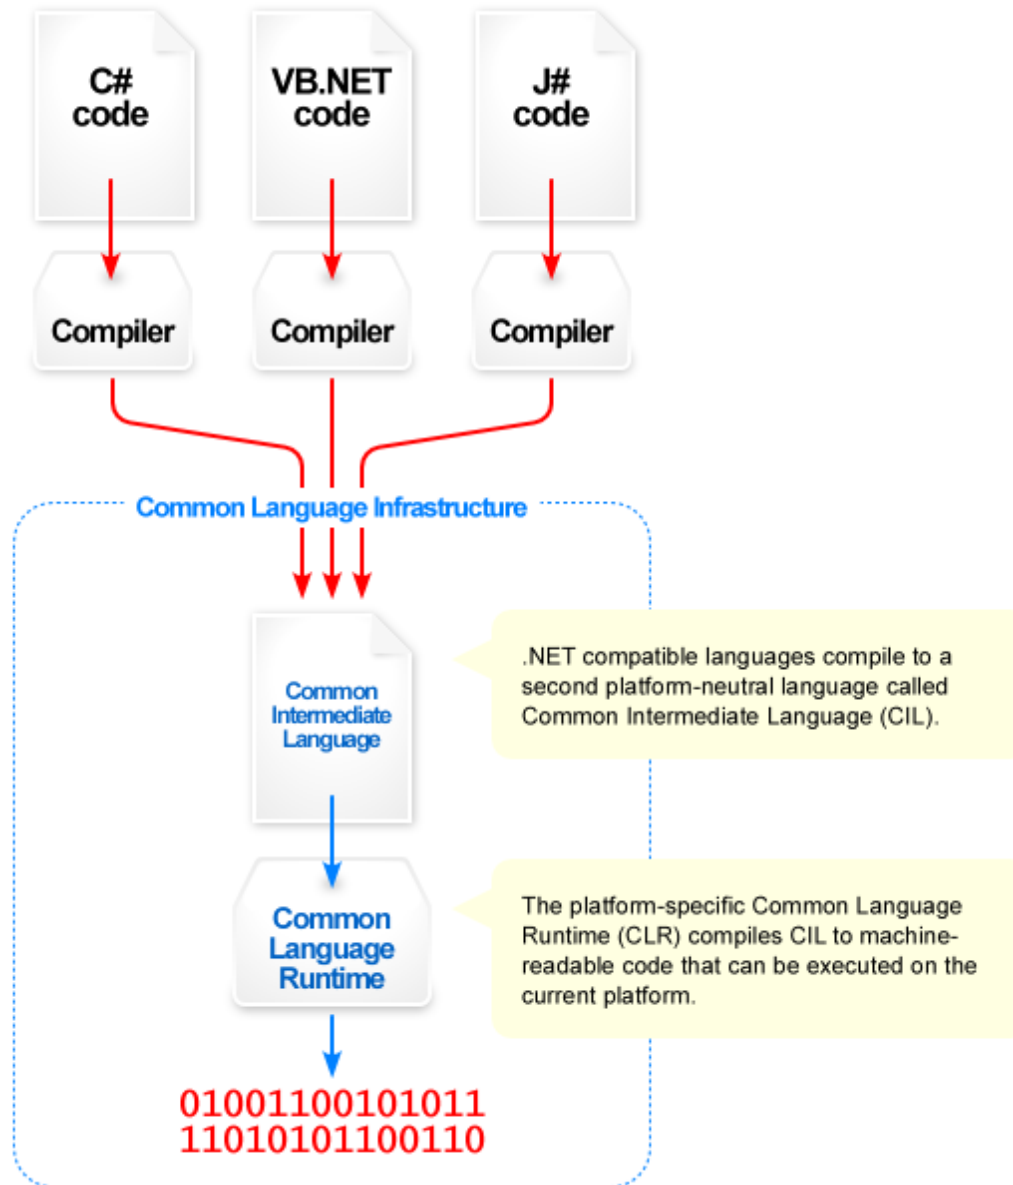 C#
code
VB.NET
code
J#
code
Compiler
Compiler
Compiler
Common Language Infrastructure
Common
Intermediate
Language
.NET compatible languages compile to a
second platform-neutral language called
Common Intermediate Language (CIL).
Common
Language
Runtime
The platform-specific Common Language
Runtime (CLR) compiles CIL to machine-
readable code that can be executed on the
current platform.
01001100101011
11010101100110